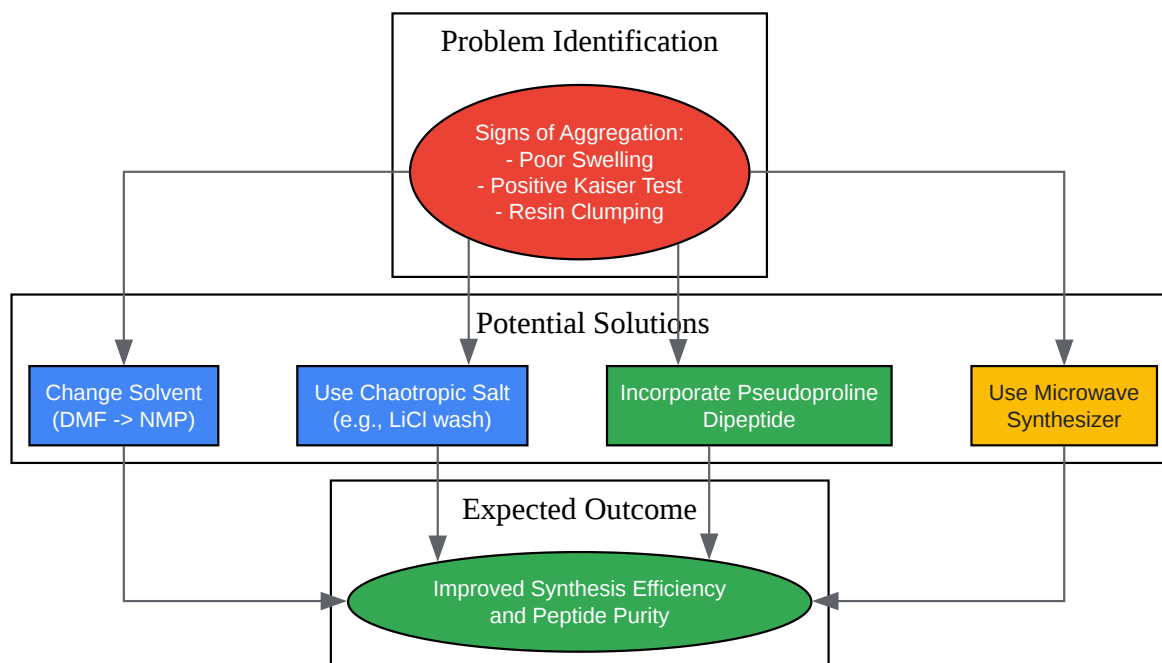 Problem Identification
Signs of Aggregation:
- Poor Swelling
- Positive Kaiser Test
- Resin Clumping
Potential Solutions
Change Solvent
(DMF -> NMP)
Use Chaotropic Salt
(e.g., LiCl wash)
Incorporate Pseudoproline
Dipeptide
Use Microwave
Synthesizer
Expected Outcome
Improved Synthesis Efficiency
and Peptide Purity